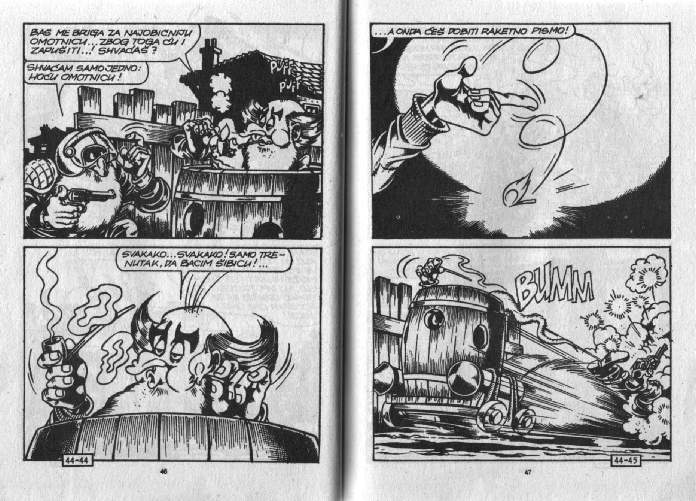 BAŠ ME BRIGA ZA NAJOBIČNIJU
OMOTNICU...ZBOG TOGA ĆU I
ZAPUŠITI...! SHVAĆAŠ?
SHVAĆAM SAMO JEDNO:
HOĆU OMOTNICU!
PUFF
PUFF
SVAKAKO...SVAKAKO! SAMO TRE-
NUTAK, DA BACIM ŠIBICU!...
44-44
46
...A ONDA ĆEŠ DOBITI RAKETNO PISMO!
BUMM
44-45
47